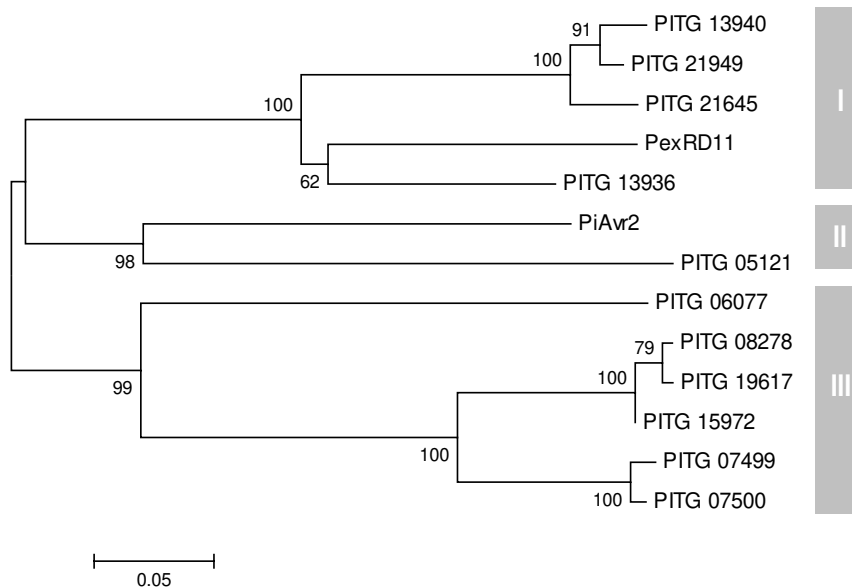 PITG 13940
91
PITG 21949
100
PITG 21645
I
100
PexRD11
62
PITG 13936
PiAvr2
II
98
PITG 05121
PITG 06077
PITG 08278
79
100
PITG 19617
III
99
PITG 15972
100
PITG 07499
100
PITG 07500
0.05